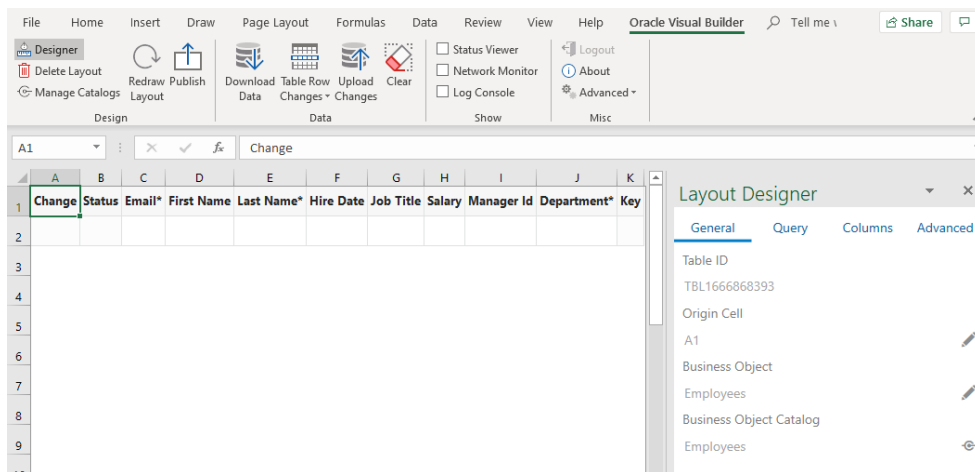 File Home Insert Draw Page Layout Formulas Data Review View Help Oracle Visual Builder Tell me Share
Designer
Delete Layout
Manage Catalogs
Redraw Layout
Publish
Design
Download Data
Table Row Changes
Upload Changes
Clear
Data
Status Viewer
Network Monitor
Log Console
Show
Logout
About
Advanced
Misc
A1 fx Change
A B C D E F G H I J K
1 Change Status Email* First Name Last Name* Hire Date Job Title Salary Manager Id Department* Key
2
3
4
5
6
7
8
9
Layout Designer
General Query Columns Advanced
Table ID
TBL1666868393
Origin Cell
A1
Business Object
Employees
Business Object Catalog
Employees